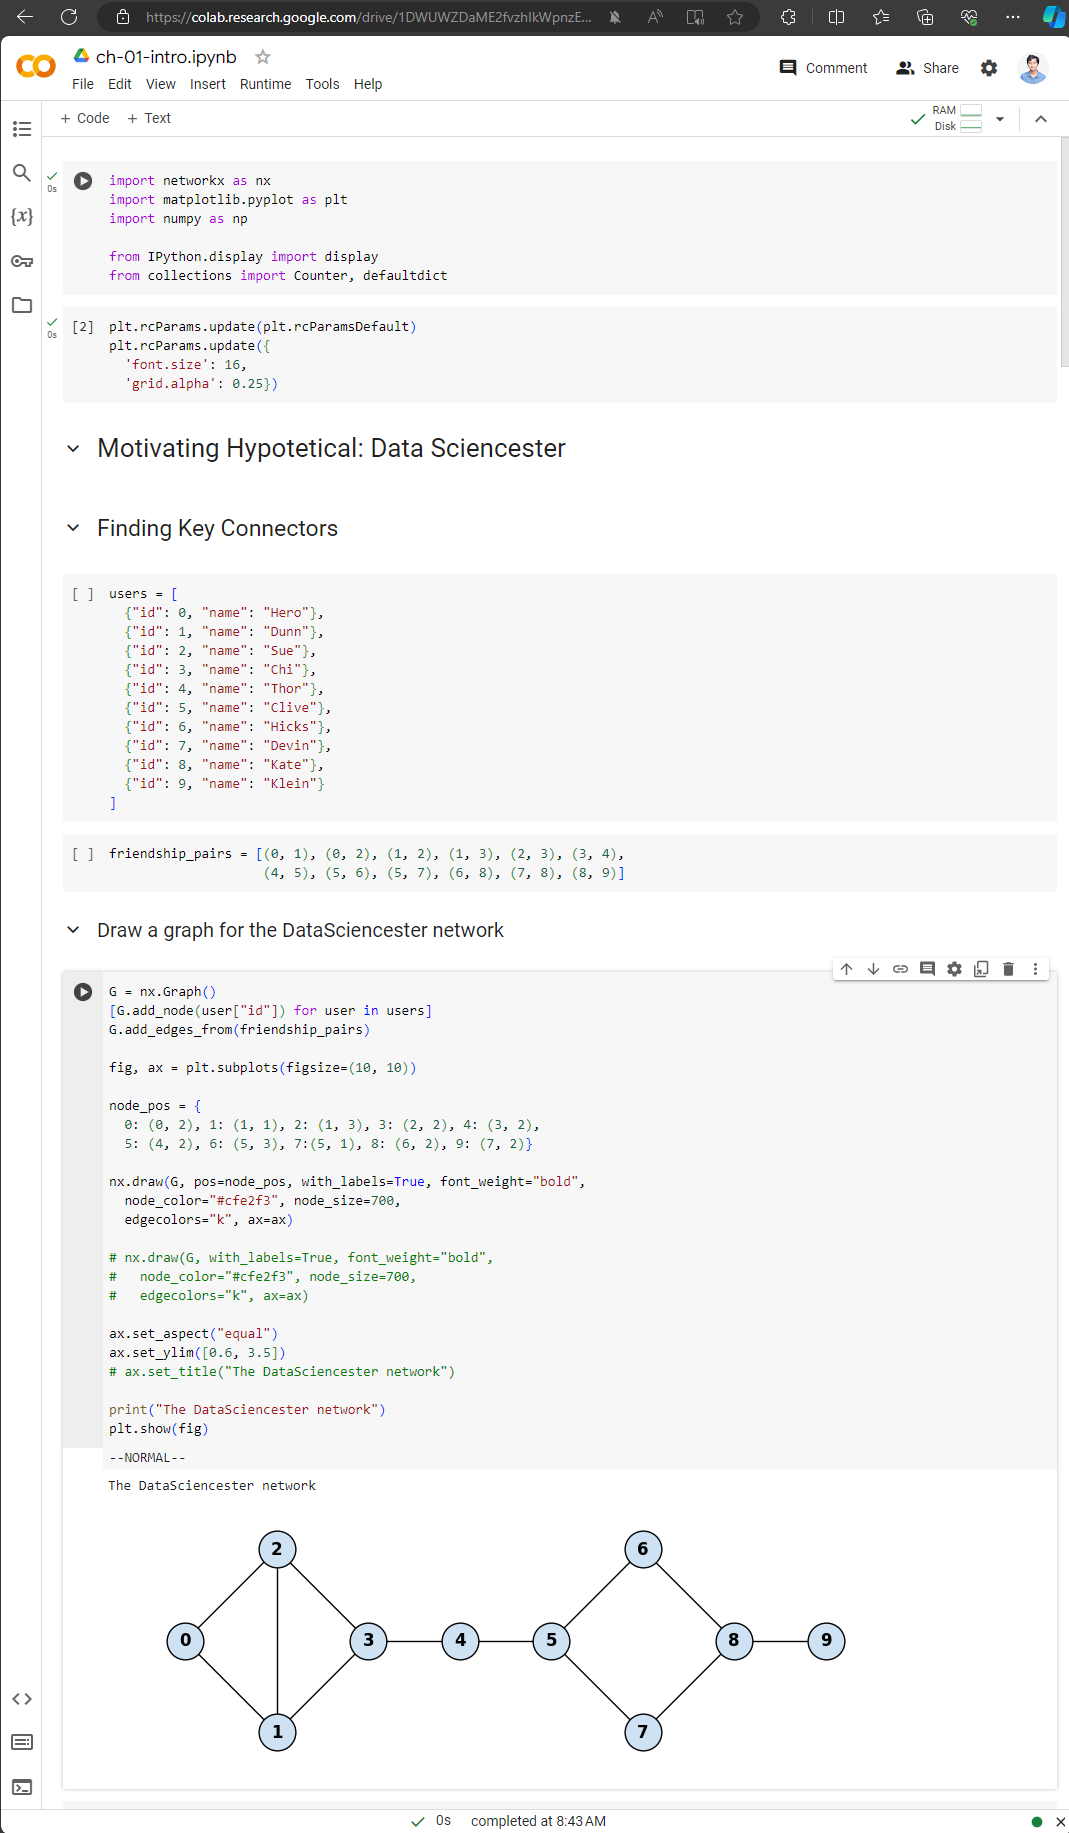 https://colab.research.google.com/drive/1DWUWZDaME2fvzhIkWpnzE...
ch-01-intro.ipynb
File Edit View Insert Runtime Tools Help
Comment
Share
+ Code + Text
RAM
Disk
0s
import networkx as nx
import matplotlib.pyplot as plt
import numpy as np
from IPython.display import display
from collections import Counter, defaultdict
0s
[2] plt.rcParams.update(plt.rcParamsDefault)
plt.rcParams.update({
'font.size': 16,
'grid.alpha': 0.25})
Motivating Hypotetical: Data Sciencester
Finding Key Connectors
[ ] users = [
{"id": 0, "name": "Hero"},
{"id": 1, "name": "Dunn"},
{"id": 2, "name": "Sue"},
{"id": 3, "name": "Chi"},
{"id": 4, "name": "Thor"},
{"id": 5, "name": "Clive"},
{"id": 6, "name": "Hicks"},
{"id": 7, "name": "Devin"},
{"id": 8, "name": "Kate"},
{"id": 9, "name": "Klein"}
]
[ ] friendship_pairs = [(0, 1), (0, 2), (1, 2), (1, 3), (2, 3), (3, 4),
(4, 5), (5, 6), (5, 7), (6, 8), (7, 8), (8, 9)]
Draw a graph for the DataSciencester network
G = nx.Graph()
[G.add_node(user["id"]) for user in users]
G.add_edges_from(friendship_pairs)
fig, ax = plt.subplots(figsize=(10, 10))
node_pos = {
0: (0, 2), 1: (1, 1), 2: (1, 3), 3: (2, 2), 4: (3, 2),
5: (4, 2), 6: (5, 3), 7:(5, 1), 8: (6, 2), 9: (7, 2)}
nx.draw(G, pos=node_pos, with_labels=True, font_weight="bold",
node_color="#cfe2f3", node_size=700,
edgecolors="k", ax=ax)
# nx.draw(G, with_labels=True, font_weight="bold",
# node_color="#cfe2f3", node_size=700,
# edgecolors="k", ax=ax)
ax.set_aspect("equal")
ax.set_ylim([0.6, 3.5])
# ax.set_title("The DataSciencester network")
print("The DataSciencester network")
plt.show(fig)
--NORMAL--
The DataSciencester network
2 6
0 3 4 5 8 9
1 7
0s completed at 8:43 AM